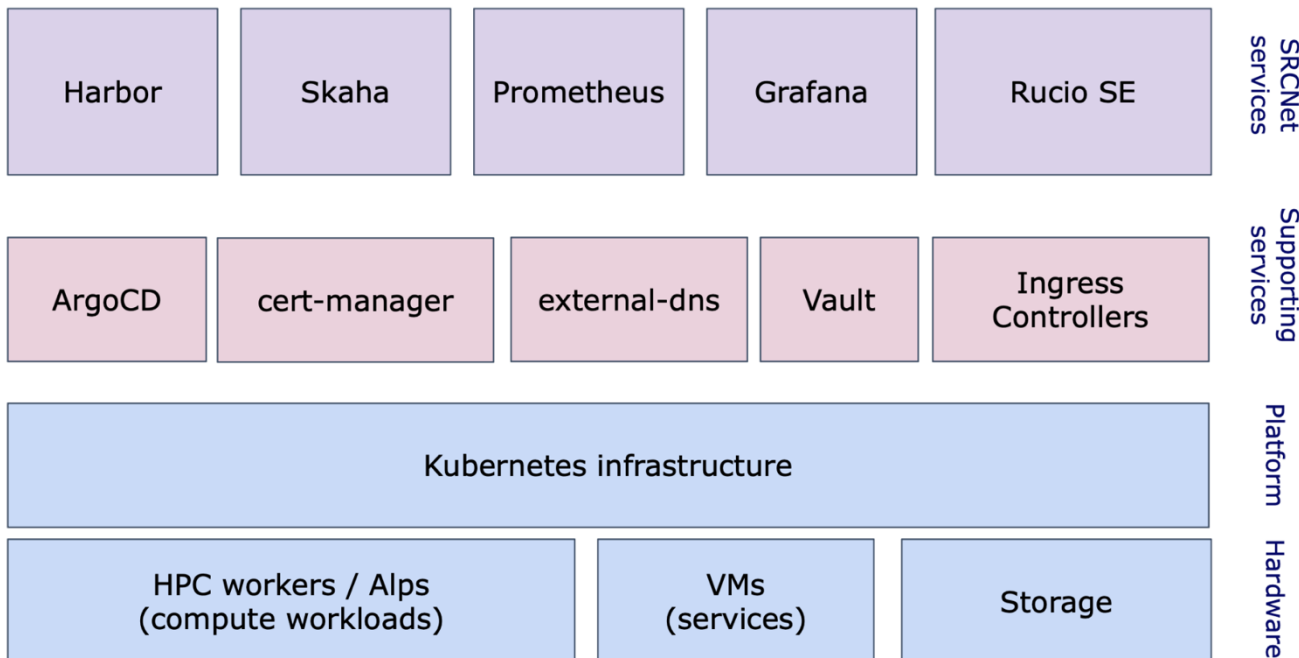 Harbor
Skaha
Prometheus
Grafana
Rucio SE
SRCNet
services
ArgoCD
cert-manager
external-dns
Vault
Ingress
Controllers
Supporting
services
Kubernetes infrastructure
Platform
HPC workers / Alps
(compute workloads)
VMs
(services)
Storage
Hardware